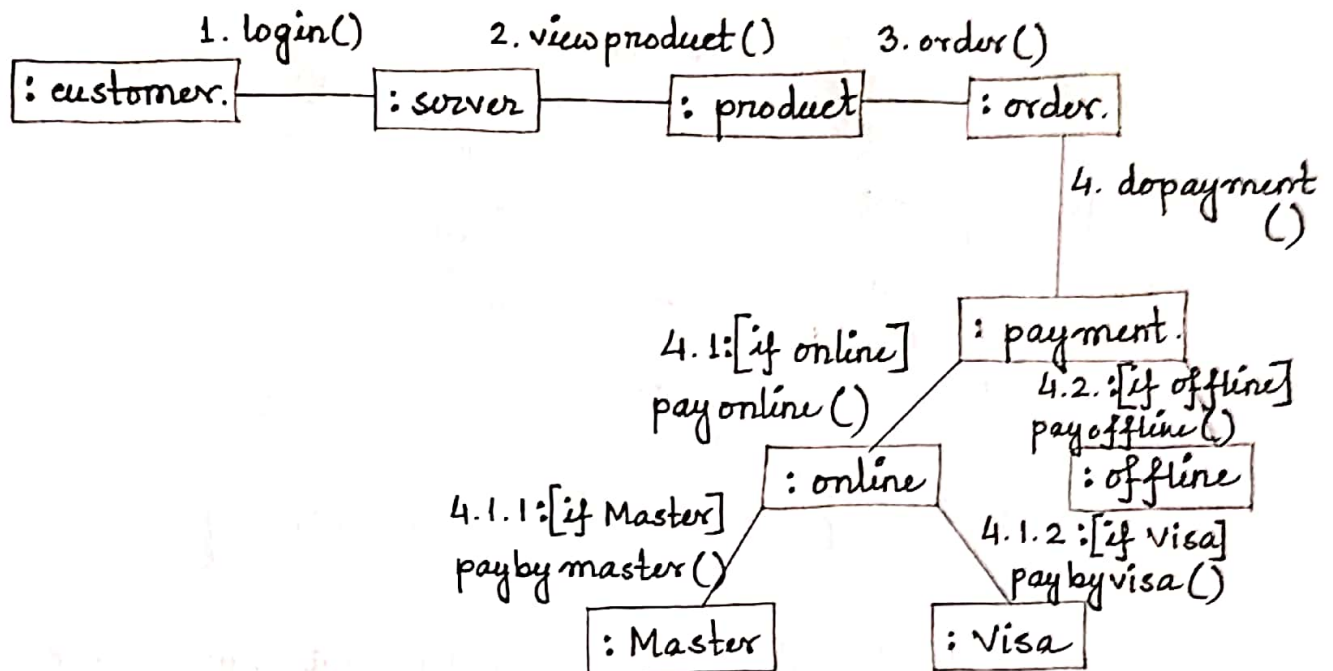 1. login()
2. viewproduct()
3. order()
: customer.
: server
: product
: order.
4. dopayment
()
: payment.
4.1:[if online]
payonline()
4.2.:[if offline]
payoffline()
: online
: offline
4.1.1:[if Master]
paybymaster()
4.1.2:[if visa]
paybyvisa()
: Master
: Visa